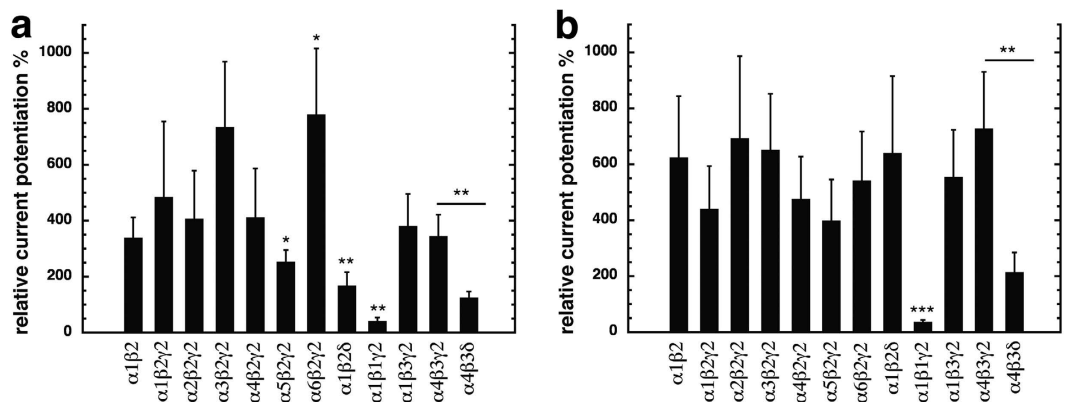 a
relative current potentiation %
1000
800
600
400
200
0
*
*
**
**
**
α1β2
α1β2γ2
α2β2γ2
α3β2γ2
α4β2γ2
α5β2γ2
α6β2γ2
α1β2δ
α1β1γ2
α1β3γ2
α4β3γ2
α4β3δ
b
relative current potentiation %
1000
800
600
400
200
0
***
**
α1β2
α1β2γ2
α2β2γ2
α3β2γ2
α4β2γ2
α5β2γ2
α6β2γ2
α1β2δ
α1β1γ2
α1β3γ2
α4β3γ2
α4β3δ